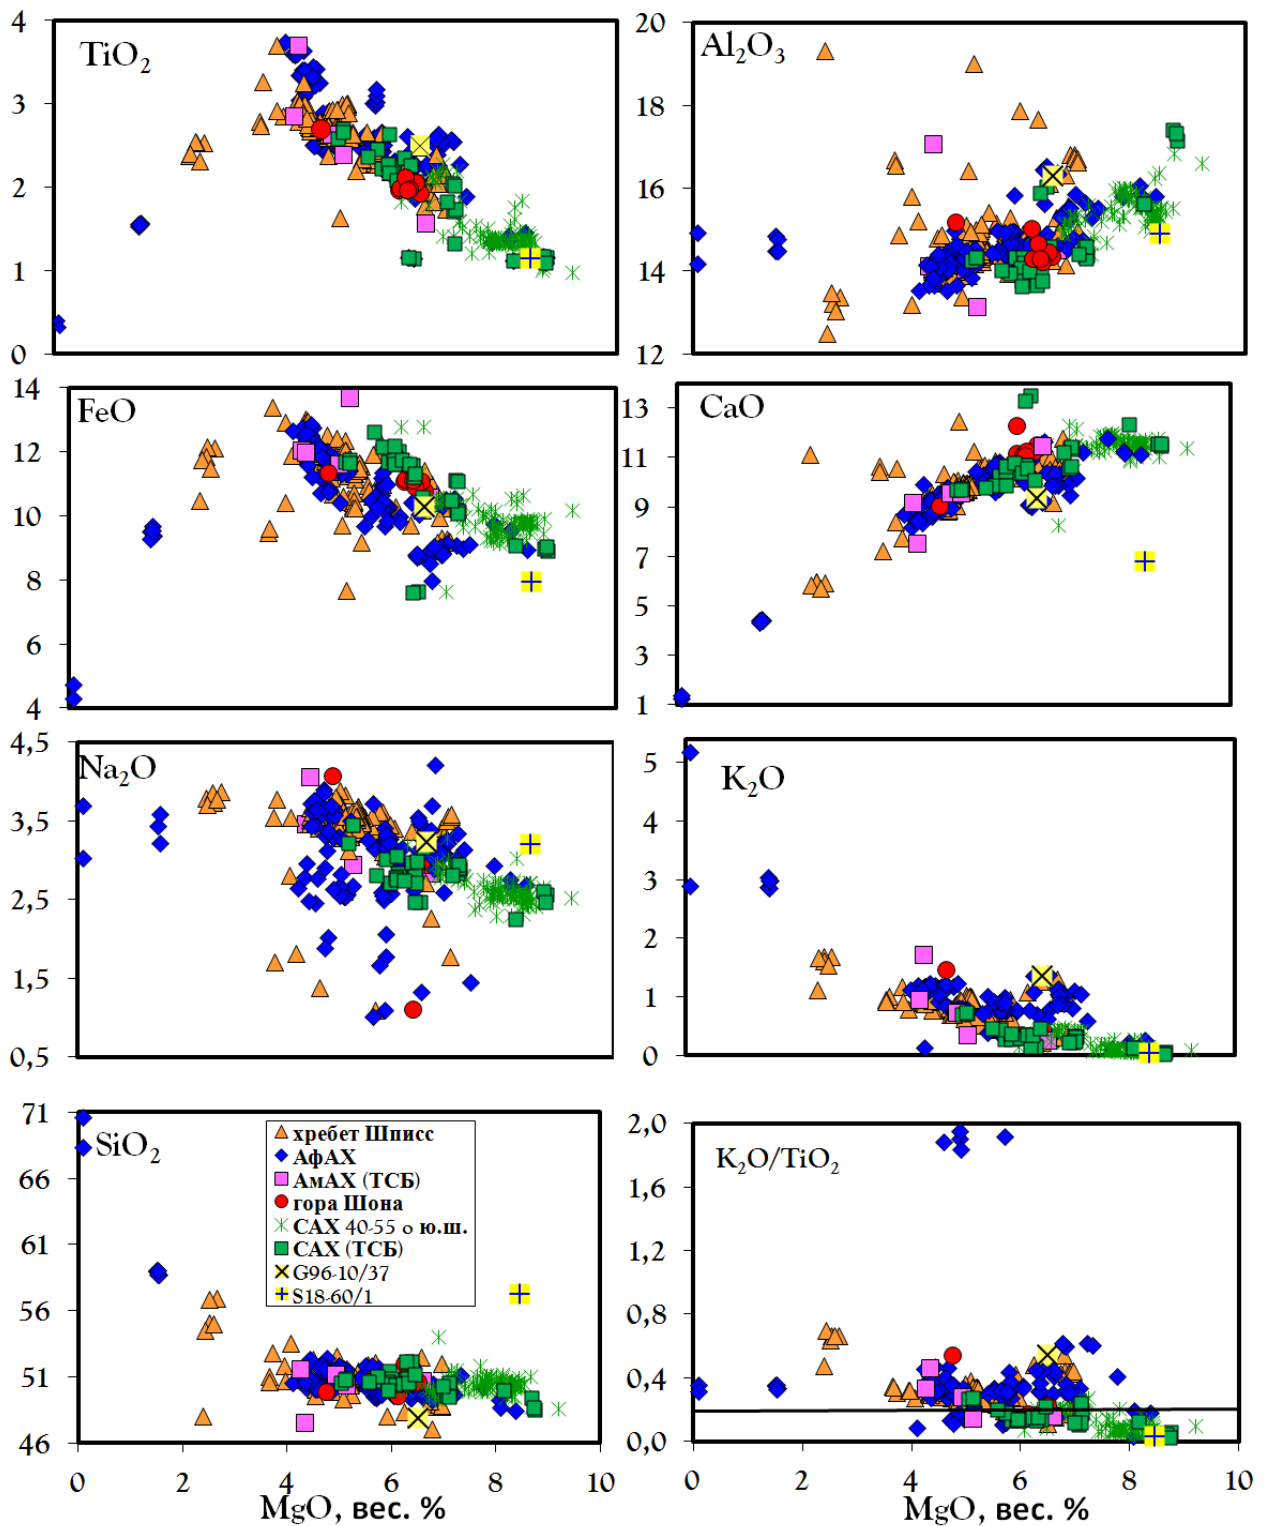 4
3
2
1
0
TiO₂
20
18
16
14
12
Al₂O₃
14
12
10
8
6
4
FeO
13
11
9
7
5
3
1
CaO
4,5
3,5
2,5
1,5
0,5
Na₂O
5
4
3
2
1
0
K₂O
71
66
61
56
51
46
SiO₂
хребет Шписс
АфАХ
АмАХ (ТСБ)
гора Шона
САХ 40-55 о ю.ш.
САХ (ТСБ)
G96-10/37
S18-60/1
0 2 4 6 8 10
MgO, вес. %
2,0
1,6
1,2
0,8
0,4
0,0
K₂O/TiO₂
0 2 4 6 8 10
MgO, вес. %